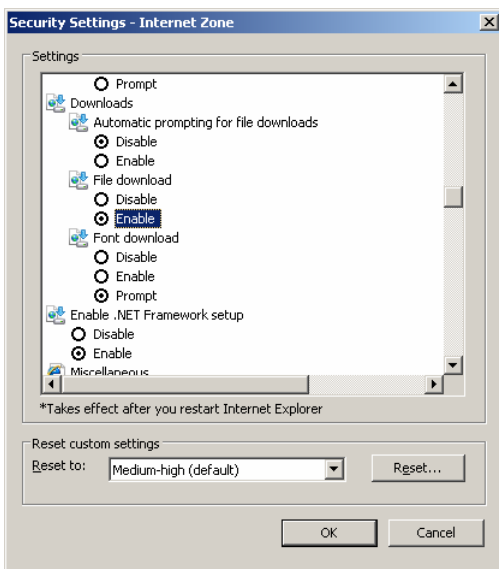 Security Settings - Internet Zone
Settings
Prompt
Downloads
Automatic prompting for file downloads
Disable
Enable
File download
Disable
Enable
Font download
Disable
Enable
Prompt
Enable .NET Framework setup
Disable
Enable
Miscellaneous
*Takes effect after you restart Internet Explorer
Reset custom settings
Reset to: Medium-high (default) Reset...
OK Cancel